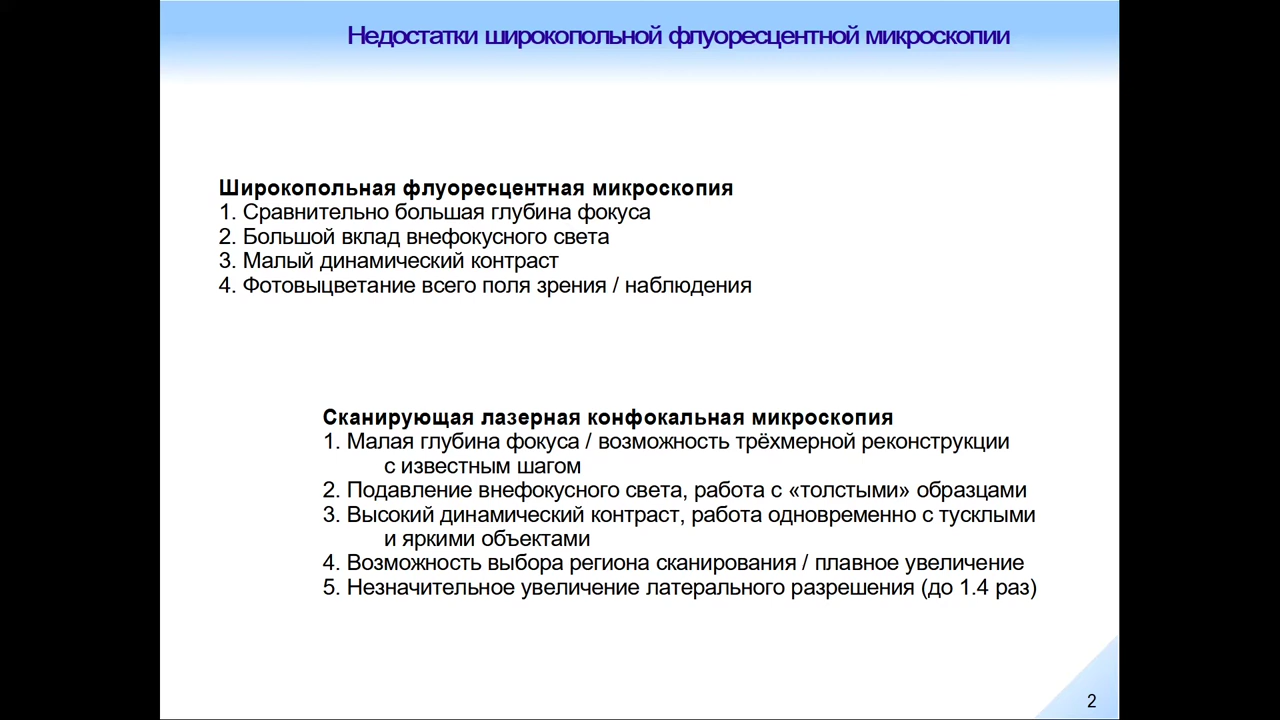 Недостатки широкопольной флуоресцентной микроскопии
Широкопольная флуоресцентная микроскопия
1. Сравнительно большая глубина фокуса
2. Большой вклад внефокусного света
3. Малый динамический контраст
4. Фотовыцветание всего поля зрения / наблюдения
Сканирующая лазерная конфокальная микроскопия
1. Малая глубина фокуса / возможность трёхмерной реконструкции
с известным шагом
2. Подавление внефокусного света, работа с «толстыми» образцами
3. Высокий динамический контраст, работа одновременно с тусклыми
и яркими объектами
4. Возможность выбора региона сканирования / плавное увеличение
5. Незначительное увеличение латерального разрешения (до 1.4 раз)
2